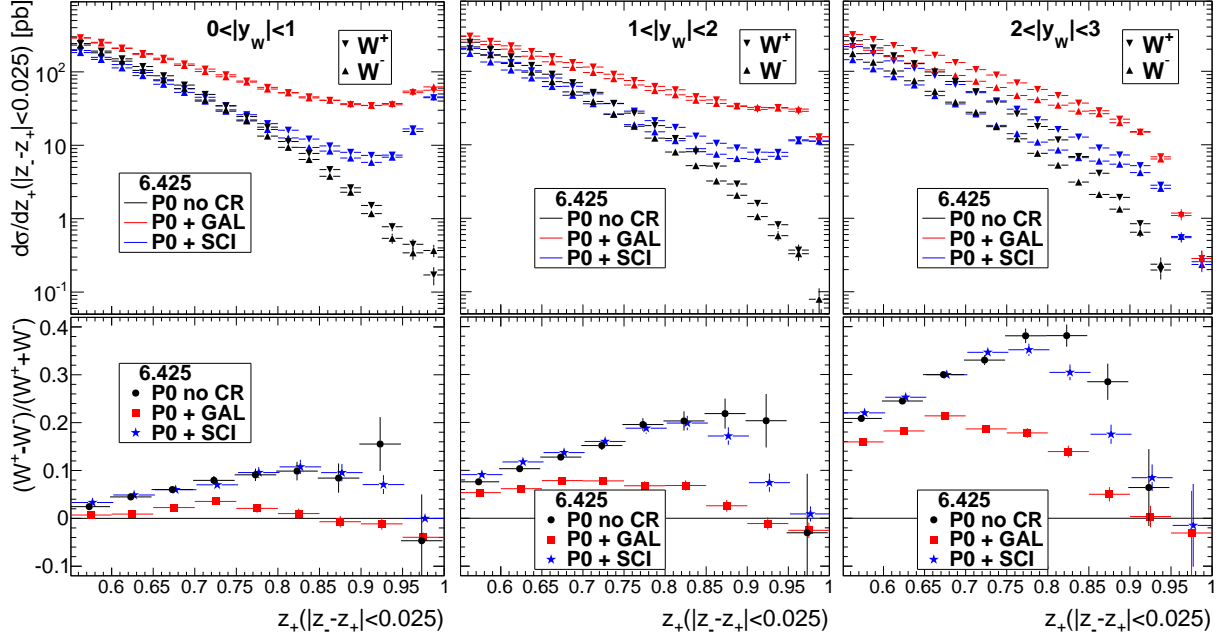 dσ/dz₊(|z₋-z₊|<0.025) [pb]
0<|y_W|<1
W⁺
W⁻
6.425
P0 no CR
P0 + GAL
P0 + SCI
10²
10
1
10⁻¹
1<|y_W|<2
W⁺
W⁻
6.425
P0 no CR
P0 + GAL
P0 + SCI
2<|y_W|<3
W⁺
W⁻
6.425
P0 no CR
P0 + GAL
P0 + SCI
(W⁺-W⁻)/(W⁺+W⁻)
0.4
0.3
0.2
0.1
0
-0.1
6.425
P0 no CR
P0 + GAL
P0 + SCI
0.6 0.65 0.7 0.75 0.8 0.85 0.9 0.95 1
z₊(|z₋-z₊|<0.025)
6.425
P0 no CR
P0 + GAL
P0 + SCI
0.6 0.65 0.7 0.75 0.8 0.85 0.9 0.95 1
z₊(|z₋-z₊|<0.025)
6.425
P0 no CR
P0 + GAL
P0 + SCI
0.6 0.65 0.7 0.75 0.8 0.85 0.9 0.95 1
z₊(|z₋-z₊|<0.025)